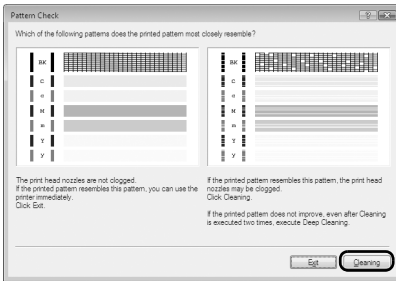 Pattern Check
Which of the following patterns does the printed pattern most closely resemble?
BK
C
c
M
m
Y
y
BK
C
c
M
m
Y
y
The print head nozzles are not clogged.
If the printed pattern resembles this pattern, you can use the
printer immediately.
Click Exit.
If the printed pattern resembles this pattern, the print head
nozzles may be clogged.
Click Cleaning.
If the printed pattern does not improve, even after Cleaning
is executed two times, execute Deep Cleaning.
Exit
Cleaning